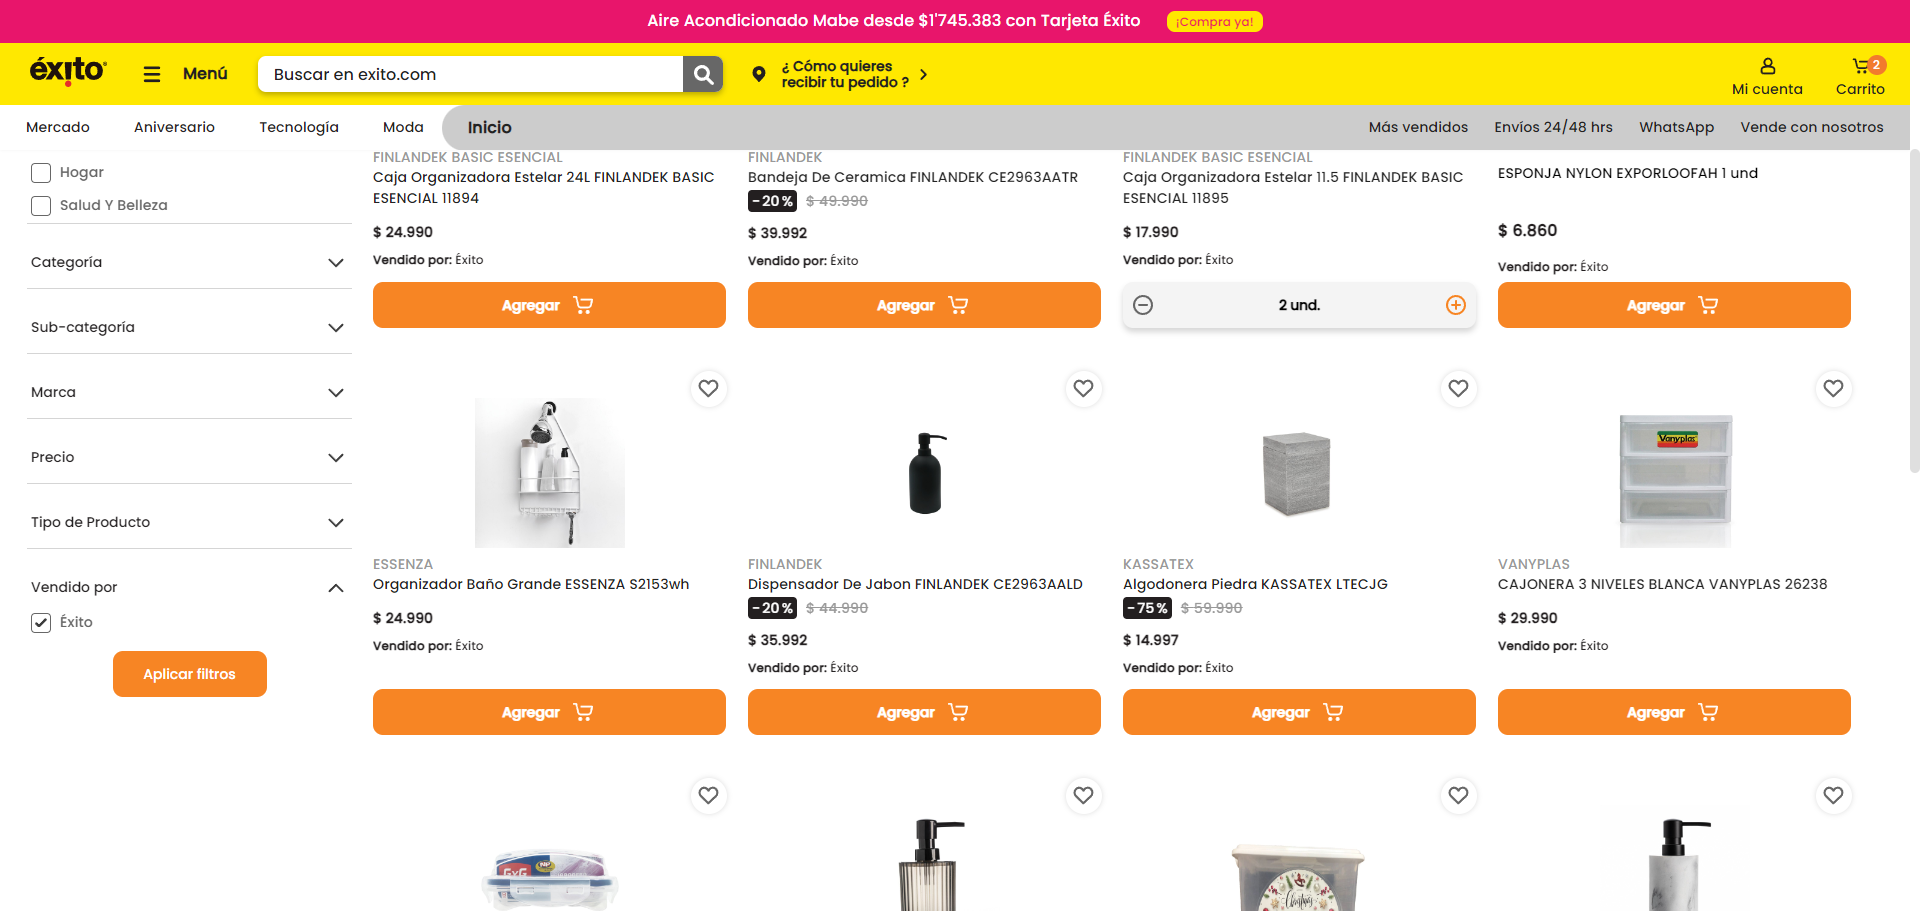 Aire Acondicionado Mabe desde $1'745.383 con Tarjeta Éxito ¡Compra ya!
éxito
Menú
Buscar en exito.com
¿ Cómo quieres
recibir tu pedido ?
Mi cuenta
2
Carrito
Mercado
Aniversario
Tecnología
Moda
Inicio
Más vendidos
Envíos 24/48 hrs
WhatsApp
Vende con nosotros
Hogar
Salud Y Belleza
Categoría
Sub-categoría
Marca
Precio
Tipo de Producto
Vendido por
Éxito
Aplicar filtros
FINLANDEK BASIC ESENCIAL
Caja Organizadora Estelar 24L FINLANDEK BASIC
ESENCIAL 11894
$ 24.990
Vendido por: Éxito
Agregar
FINLANDEK
Bandeja De Ceramica FINLANDEK CE2963AATR
-20% $ 49.990
$ 39.992
Vendido por: Éxito
Agregar
FINLANDEK BASIC ESENCIAL
Caja Organizadora Estelar 11.5 FINLANDEK BASIC
ESENCIAL 11895
$ 17.990
Vendido por: Éxito
2 und.
ESPONJA NYLON EXPORLOOFAH 1 und
$ 6.860
Vendido por: Éxito
Agregar
ESSENZA
Organizador Baño Grande ESSENZA S2153wh
$ 24.990
Vendido por: Éxito
Agregar
FINLANDEK
Dispensador De Jabon FINLANDEK CE2963AALD
-20% $ 44.990
$ 35.992
Vendido por: Éxito
Agregar
KASSATEX
Algodonera Piedra KASSATEX LTECJG
-75% $ 59.990
$ 14.997
Vendido por: Éxito
Agregar
Vanyplas
VANYPLAS
CAJONERA 3 NIVELES BLANCA VANYPLAS 26238
$ 29.990
Vendido por: Éxito
Agregar
GxG
Christmas